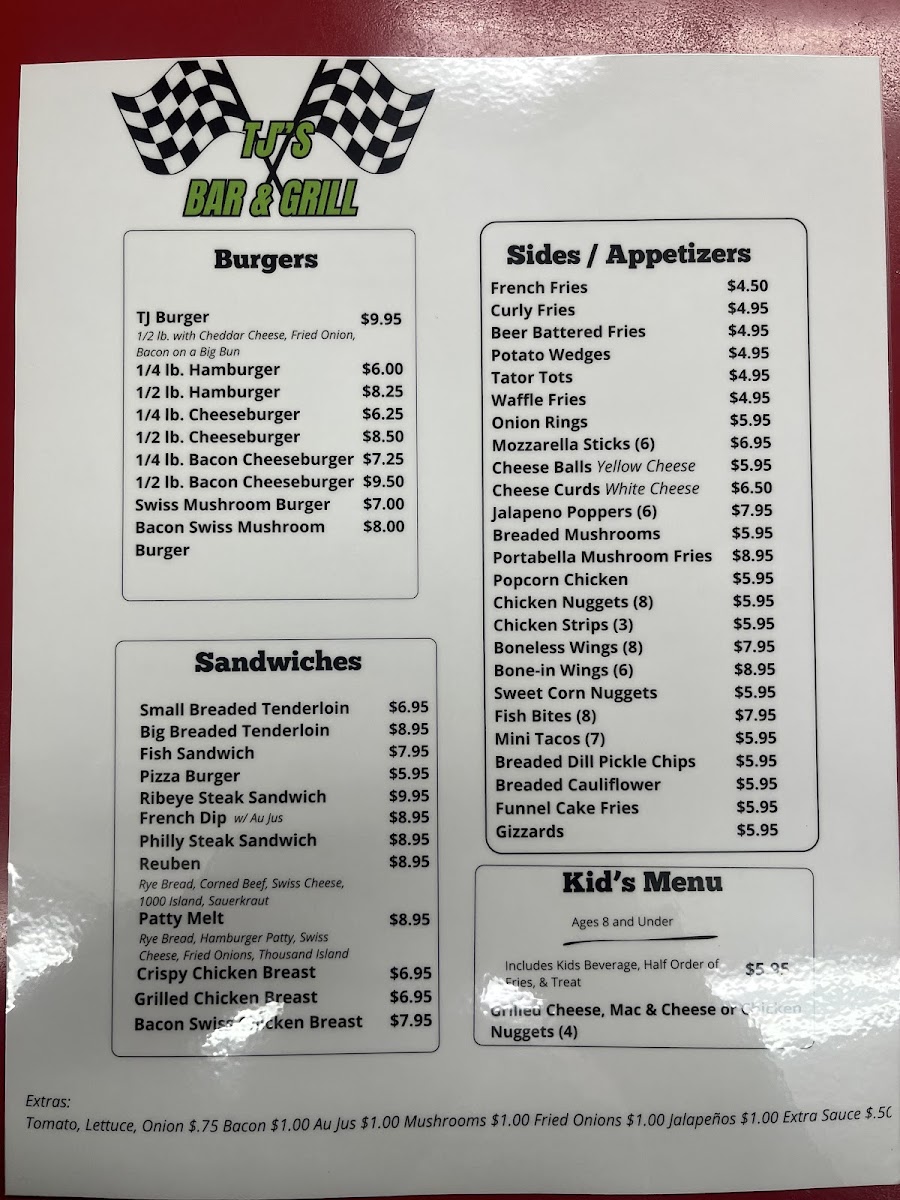 TJ'S
BAR & GRILL
Burgers
TJ Burger $9.95
1/2 lb. with Cheddar Cheese, Fried Onion,
Bacon on a Big Bun
1/4 lb. Hamburger $6.00
1/2 lb. Hamburger $8.25
1/4 lb. Cheeseburger $6.25
1/2 lb. Cheeseburger $8.50
1/4 lb. Bacon Cheeseburger $7.25
1/2 lb. Bacon Cheeseburger $9.50
Swiss Mushroom Burger $7.00
Bacon Swiss Mushroom $8.00
Burger
Sandwiches
Small Breaded Tenderloin $6.95
Big Breaded Tenderloin $8.95
Fish Sandwich $7.95
Pizza Burger $5.95
Ribeye Steak Sandwich $9.95
French Dip w/ Au Jus $8.95
Philly Steak Sandwich $8.95
Reuben $8.95
Rye Bread, Corned Beef, Swiss Cheese,
1000 Island, Sauerkraut
Patty Melt $8.95
Rye Bread, Hamburger Patty, Swiss
Cheese, Fried Onions, Thousand Island
Crispy Chicken Breast $6.95
Grilled Chicken Breast $6.95
Bacon Swiss Chicken Breast $7.95
Sides / Appetizers
French Fries $4.50
Curly Fries $4.95
Beer Battered Fries $4.95
Potato Wedges $4.95
Tator Tots $4.95
Waffle Fries $4.95
Onion Rings $5.95
Mozzarella Sticks (6) $6.95
Cheese Balls Yellow Cheese $5.95
Cheese Curds White Cheese $6.50
Jalapeno Poppers (6) $7.95
Breaded Mushrooms $5.95
Portabella Mushroom Fries $8.95
Popcorn Chicken $5.95
Chicken Nuggets (8) $5.95
Chicken Strips (3) $5.95
Boneless Wings (8) $7.95
Bone-in Wings (6) $8.95
Sweet Corn Nuggets $5.95
Fish Bites (8) $7.95
Mini Tacos (7) $5.95
Breaded Dill Pickle Chips $5.95
Breaded Cauliflower $5.95
Funnel Cake Fries $5.95
Gizzards $5.95
Kid's Menu
Ages 8 and Under
Includes Kids Beverage, Half Order of $5.95
Fries, & Treat
Grilled Cheese, Mac & Cheese or Chicken
Nuggets (4)
Extras:
Tomato, Lettuce, Onion $.75 Bacon $1.00 Au Jus $1.00 Mushrooms $1.00 Fried Onions $1.00 Jalapeños $1.00 Extra Sauce $.50